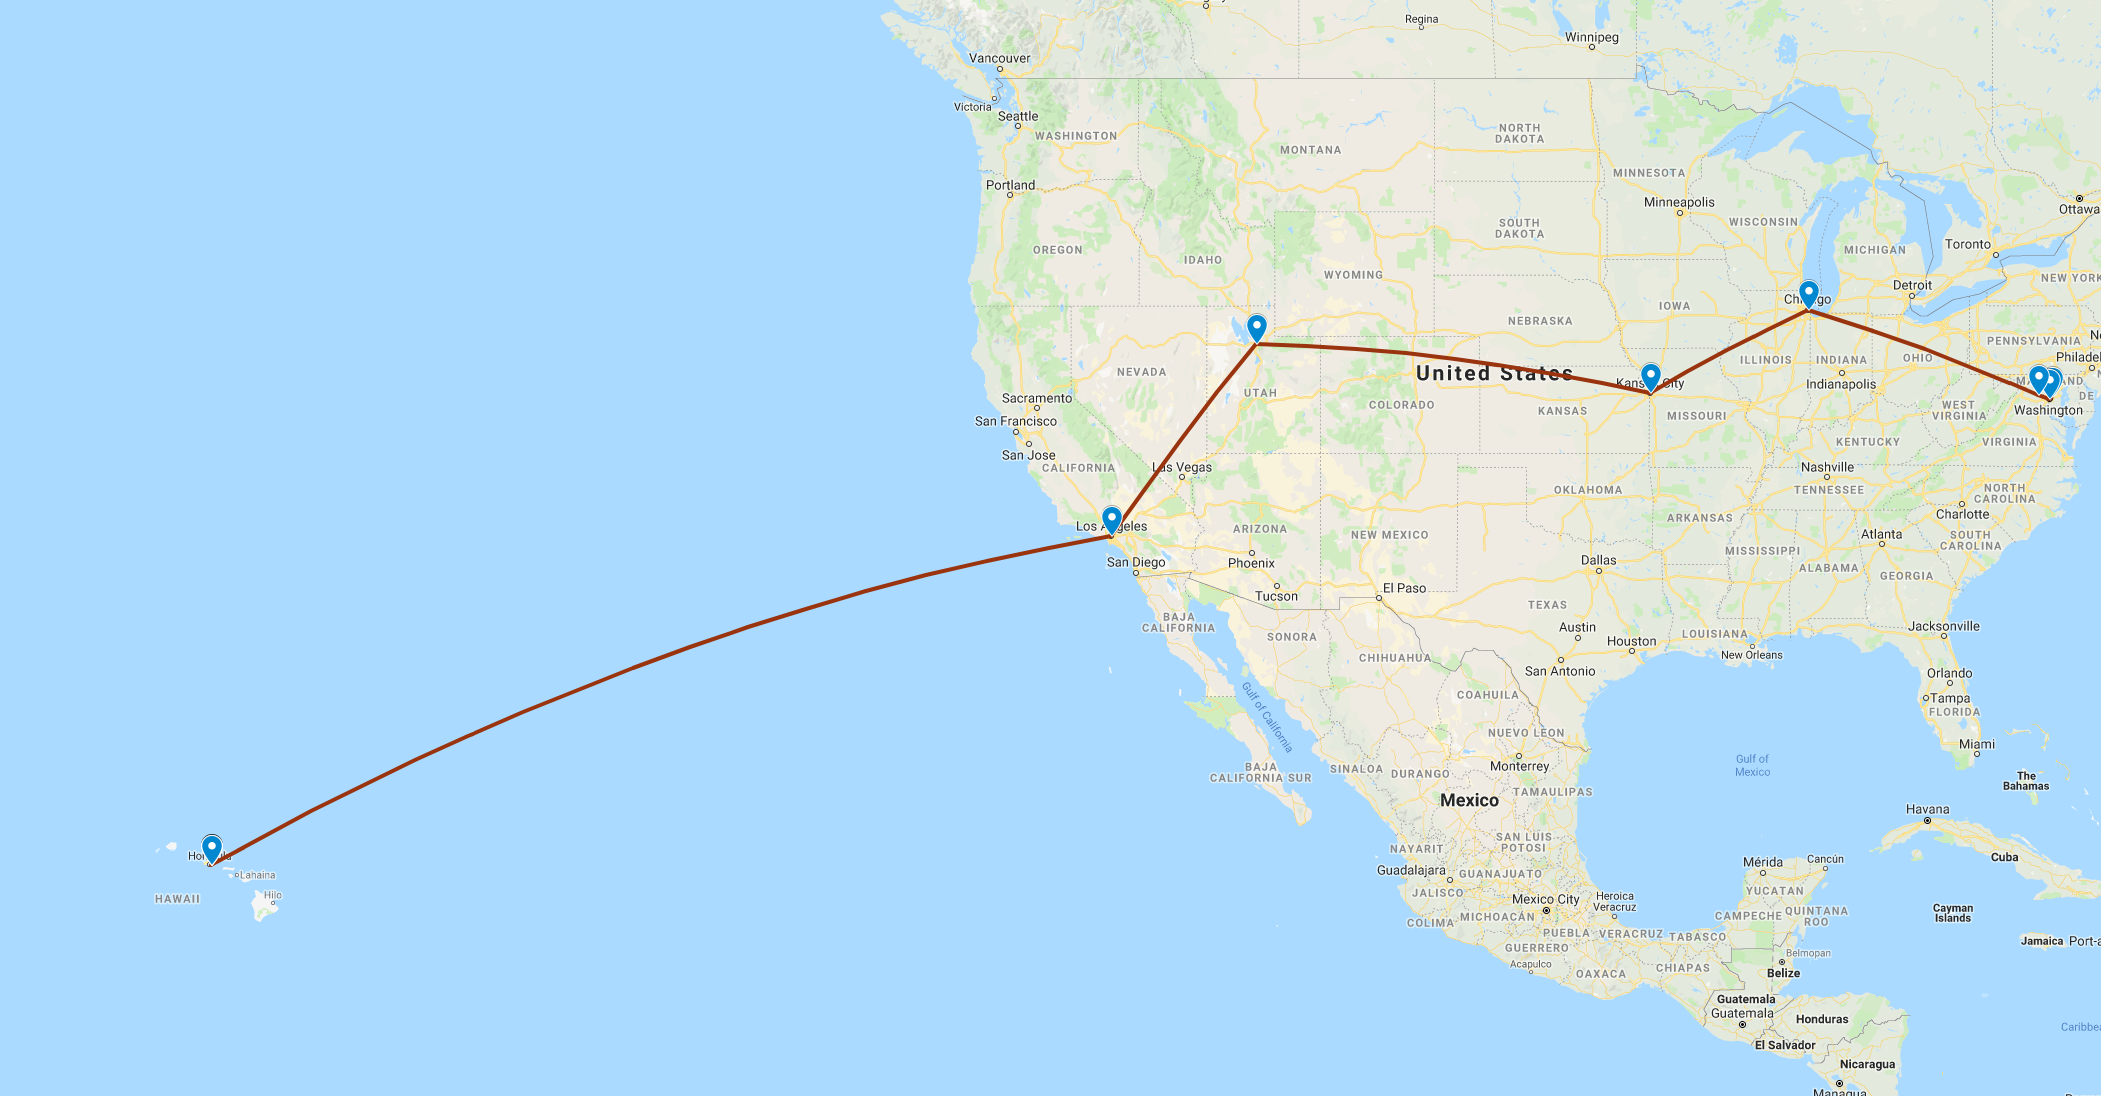 Regina
Winnipeg
Vancouver
Victoria
Seattle
WASHINGTON
NORTH
DAKOTA
MONTANA
MINNESOTA
Portland
Minneapolis
Ottawa
SOUTH
DAKOTA
WISCONSIN
OREGON
IDAHO
MICHIGAN
Toronto
WYOMING
NEW YORK
Detroit
IOWA
NEBRASKA
PENNSYLVANIA
ILLINOIS
INDIANA
OHIO
Philadel
United States
NEVADA
Indianapolis
UTAH
COLORADO
KANSAS
MISSOURI
DE
Sacramento
WEST
VIRGINIA
Washington
San Francisco
KENTUCKY
VIRGINIA
San Jose
CALIFORNIA
Las Vegas
Nashville
TENNESSEE
OKLAHOMA
NORTH
CAROLINA
Charlotte
ARKANSAS
ARIZONA
NEW MEXICO
Atlanta
SOUTH
CAROLINA
MISSISSIPPI
San Diego
Phoenix
Dallas
ALABAMA
GEORGIA
Tucson
El Paso
TEXAS
BAJA
CALIFORNIA
SONORA
Austin
Houston
LOUISIANA
Jacksonville
New Orleans
CHIHUAHUA
San Antonio
Orlando
COAHUILA
Tampa
FLORIDA
Gulf of California
NUEVO LEON
Miami
Monterrey
Gulf of
Mexico
BAJA
CALIFORNIA SUR
SINALOA
DURANGO
The
Bahamas
TAMAULIPAS
Mexico
Havana
SAN LUIS
POTOSI
NAYARIT
Cuba
Mérida
Cancún
Guadalajara
GUANAJUATO
Lahaina
HAWAII
Hilo
JALISCO
YUCATAN
Mexico City
Heroica
Veracruz
COLIMA
MICHOACÁN
CAMPECHE
QUINTANA
ROO
Cayman
Islands
PUEBLA
VERACRUZ
TABASCO
Jamaica
Port-a
GUERRERO
Belmopan
Acapulco
OAXACA
CHIAPAS
Belize
Guatemala
Guatemala
Honduras
Caribbea
El Salvador
Nicaragua
Managua